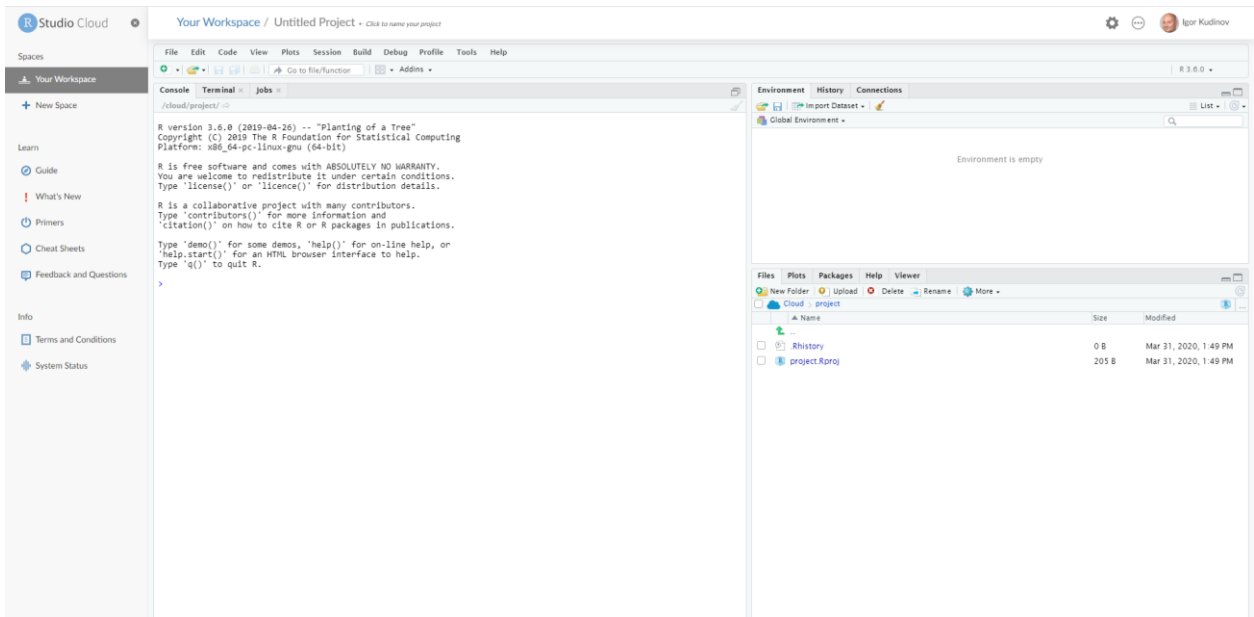 R Studio Cloud
Your Workspace / Untitled Project - Click to name your project
Igor Kudinov
Spaces
Your Workspace
New Space
Learn
Guide
What's New
Primers
Cheat Sheets
Feedback and Questions
Info
Terms and Conditions
System Status
File Edit Code View Plots Session Build Debug Profile Tools Help
Go to file/function Addins
R 3.6.0
Console Terminal Jobs
/cloud/project/
R version 3.6.0 (2019-04-26) -- "Planting of a Tree"
Copyright (C) 2019 The R Foundation for Statistical Computing
Platform: x86_64-pc-linux-gnu (64-bit)
R is free software and comes with ABSOLUTELY NO WARRANTY.
You are welcome to redistribute it under certain conditions.
Type 'license()' or 'licence()' for distribution details.
R is a collaborative project with many contributors.
Type 'contributors()' for more information and
'citation()' on how to cite R or R packages in publications.
Type 'demo()' for some demos, 'help()' for on-line help, or
'help.start()' for an HTML browser interface to help.
Type 'q()' to quit R.
>
Environment History Connections
Import Dataset List
Global Environment
Environment is empty
Files Plots Packages Help Viewer
New Folder Upload Delete Rename More
Cloud > project R ...
Name Size Modified
..
.Rhistory 0 B Mar 31, 2020, 1:49 PM
project.Rproj 205 B Mar 31, 2020, 1:49 PM